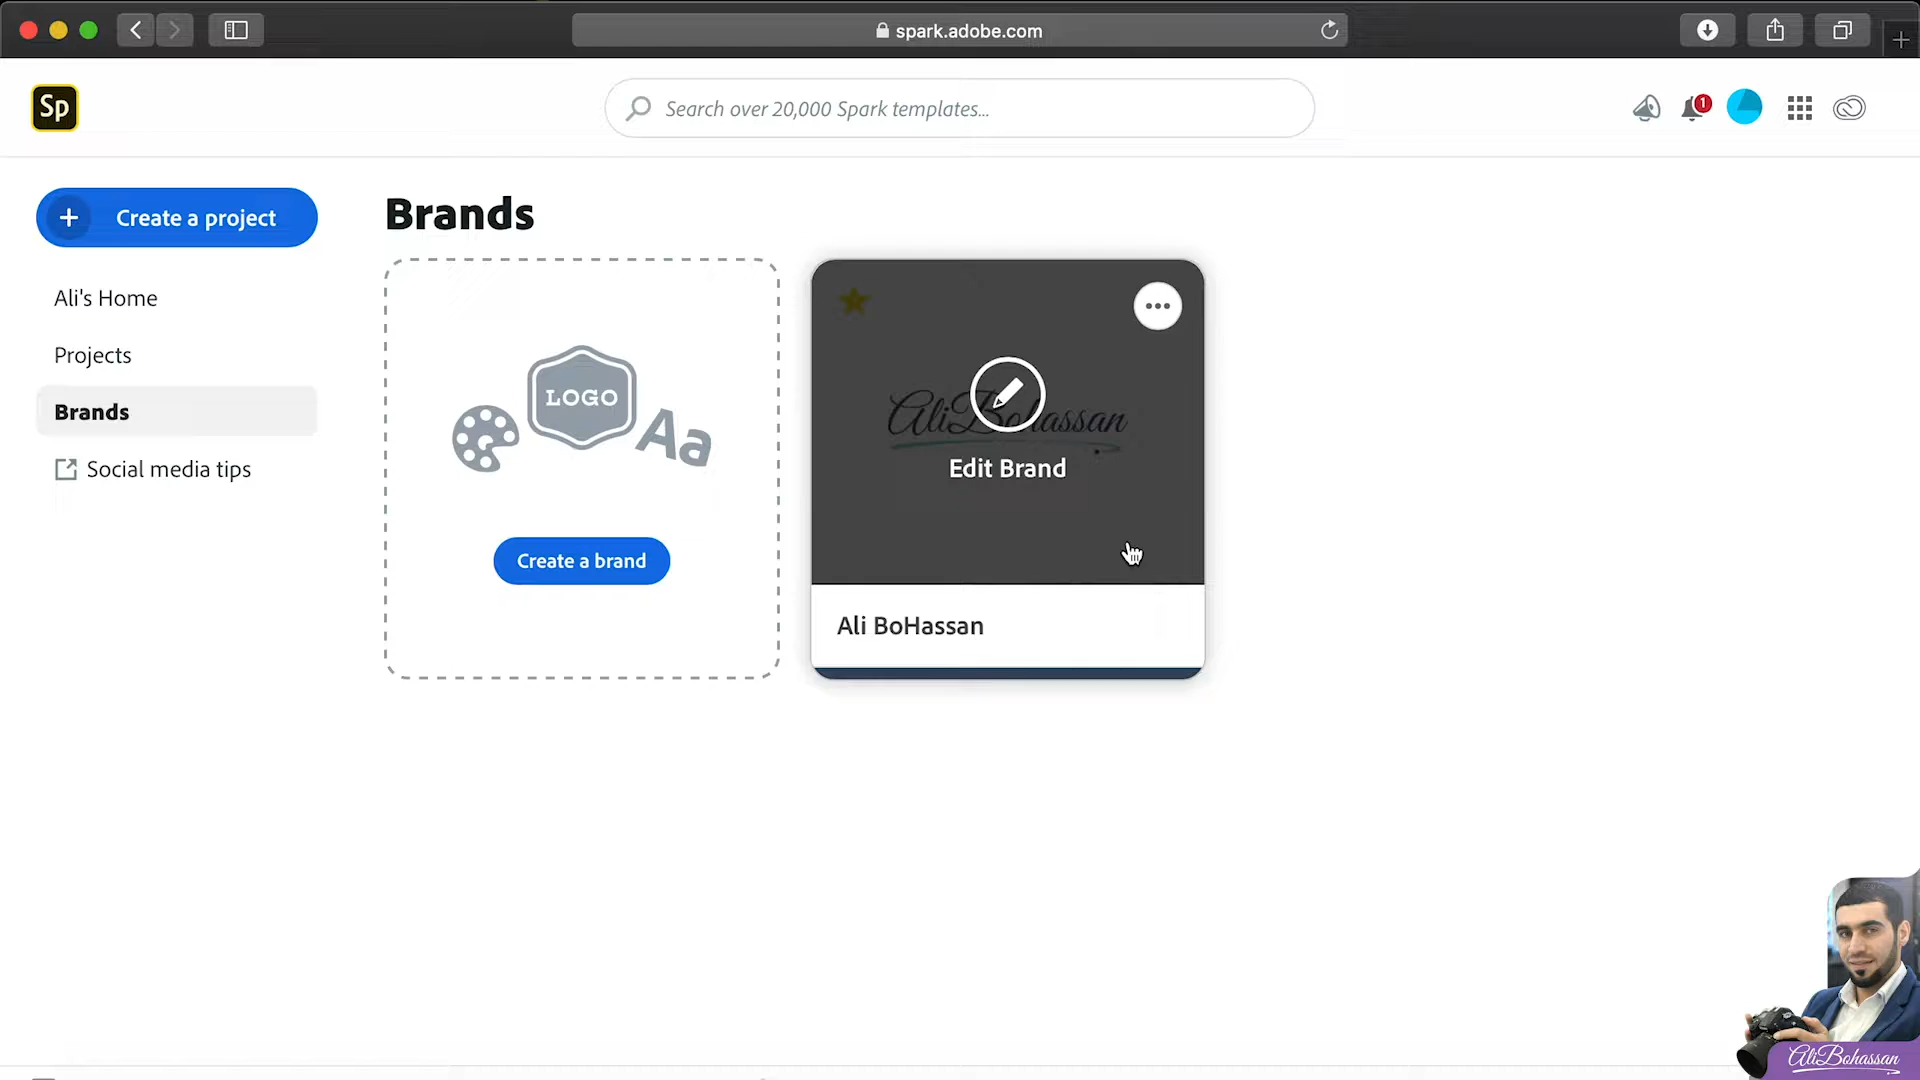 spark.adobe.com
Sp
Search over 20,000 Spark templates...
1
Create a project
Brands
Ali's Home
Projects
Brands
Social media tips
LOGO
Aa
Create a brand
AliBohassan
Edit Brand
Ali BoHassan
AliBohassan